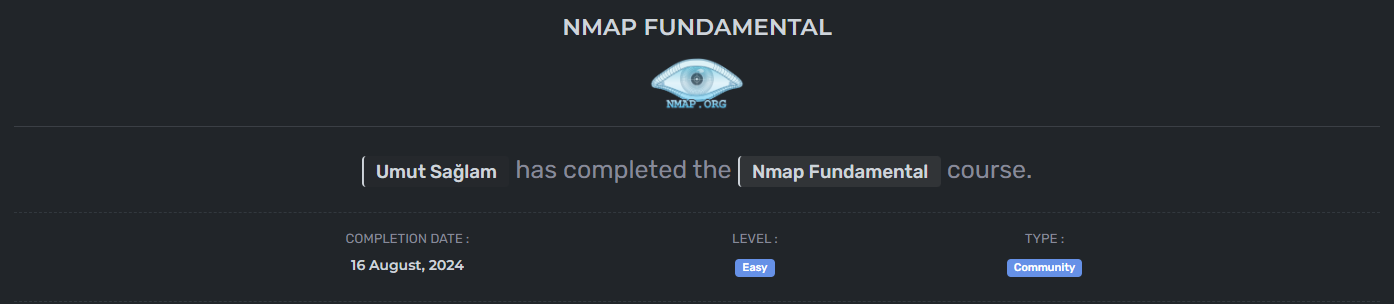 NMAP FUNDAMENTAL
NMAP.ORG
Umut Sağlam has completed the Nmap Fundamental course.
COMPLETION DATE : LEVEL : TYPE :
16 August, 2024 Easy Community